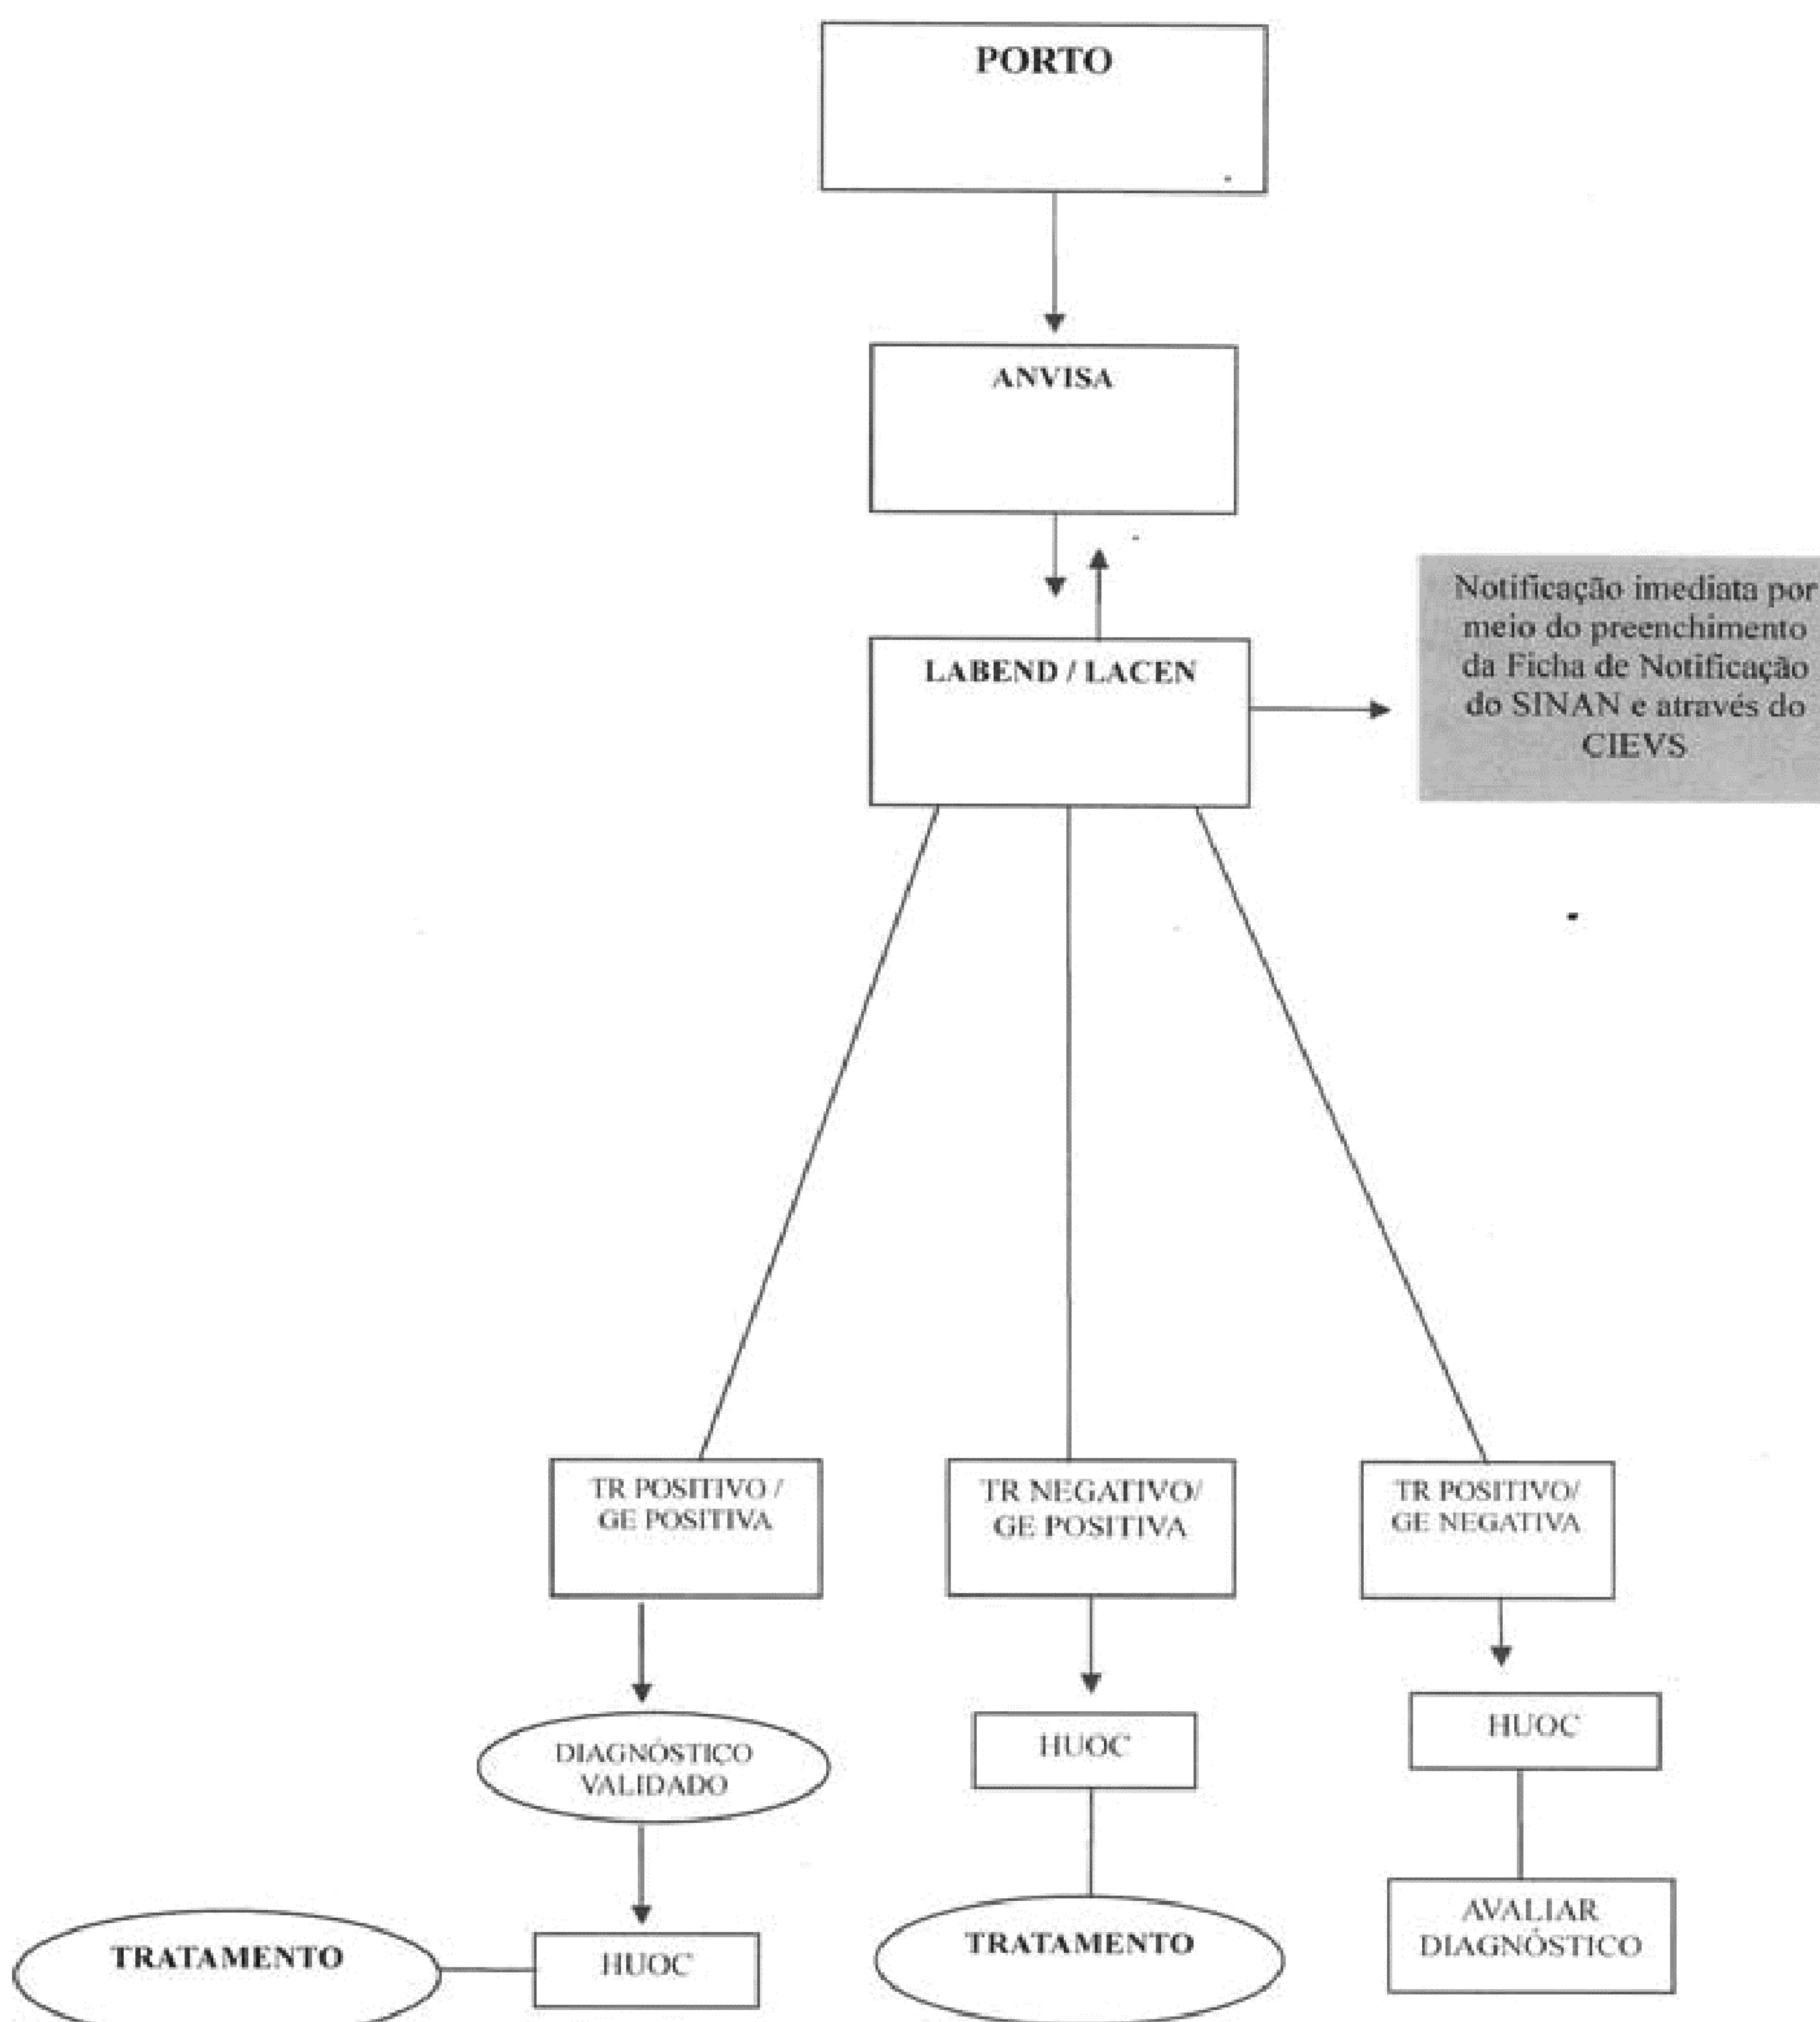 PORTO
ANVISA
Notificação imediata por
meio do preenchimento
da Ficha de Notificação
do SINAN e através do
CIEVS
LABEND / LACEN
TR POSITIVO /
GE POSITIVA
TR NEGATIVO/
GE POSITIVA
TR POSITIVO/
GE NEGATIVA
DIAGNÓSTICO
VALIDADO
HUOC
HUOC
TRATAMENTO
HUOC
TRATAMENTO
AVALIAR
DIAGNÓSTICO